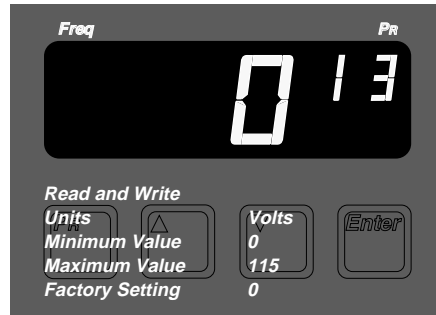 Freq PR
0 13
Read and Write
PR Enter
Units Volts
Minimum Value 0
Maximum Value 115
Factory Setting 0